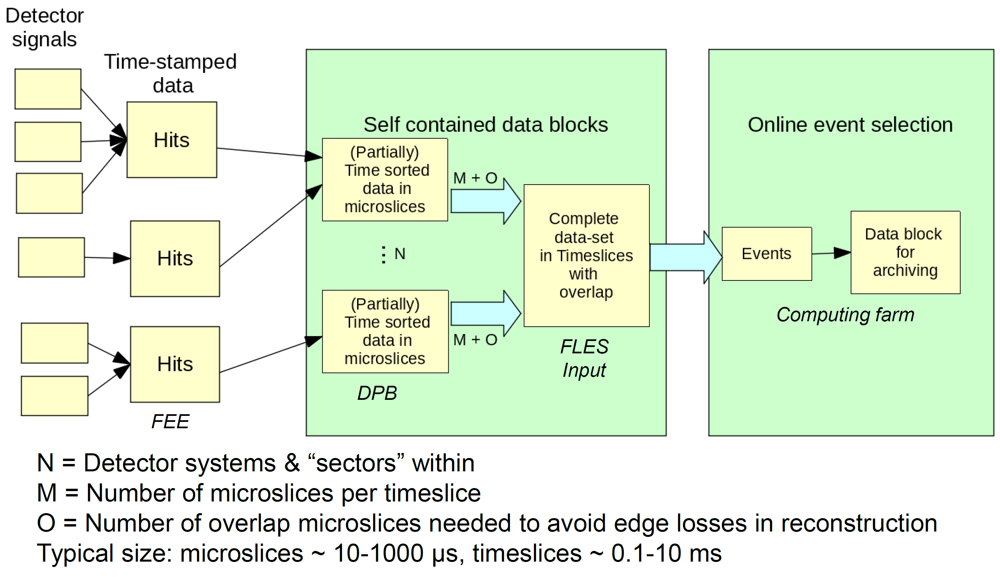 Detector
signals
Time-stamped
data
Hits
Hits
Hits
FEE
Self contained data blocks
(Partially)
Time sorted
data in
microslices
M + O
⋮ N
(Partially)
Time sorted
data in
microslices
M + O
DPB
Complete
data-set
in Timeslices
with
overlap
FLES
Input
Online event selection
Events
Data block
for
archiving
Computing farm
N = Detector systems & “sectors” within
M = Number of microslices per timeslice
O = Number of overlap microslices needed to avoid edge losses in reconstruction
Typical size: microslices ~ 10-1000 µs, timeslices ~ 0.1-10 ms